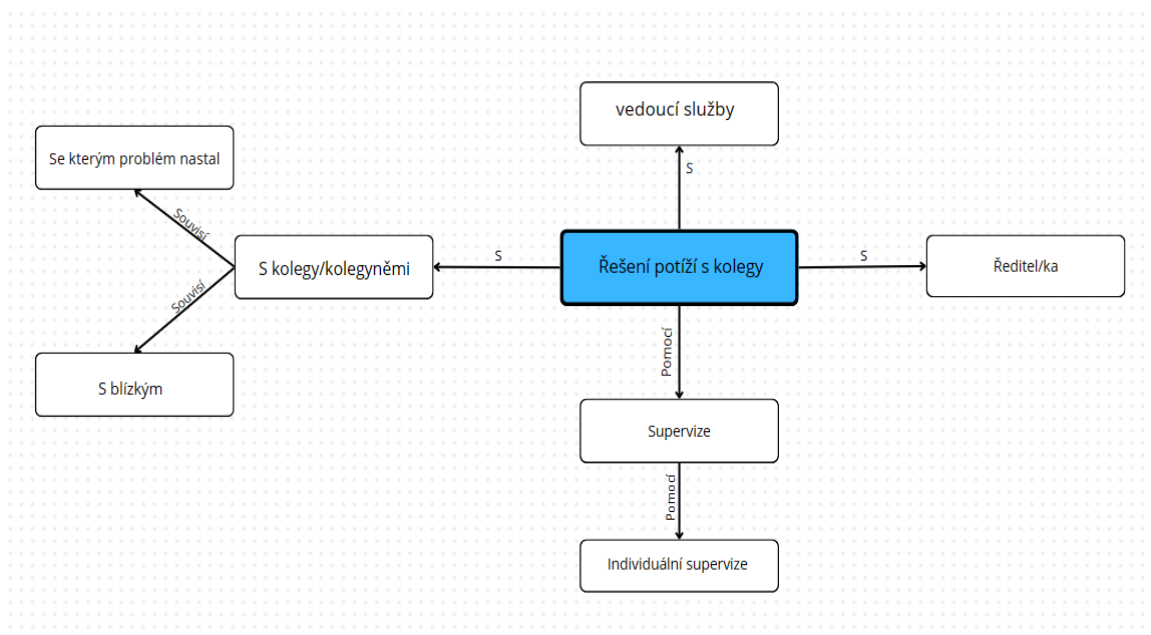 vedoucí služby
Se kterým problém nastal
S
Souvisí
S kolegy/kolegyněmi
S
Řešení potíží s kolegy
S
Ředitel/ka
Souvisí
Pomocí
S blízkým
Supervize
Pomocí
Individuální supervize